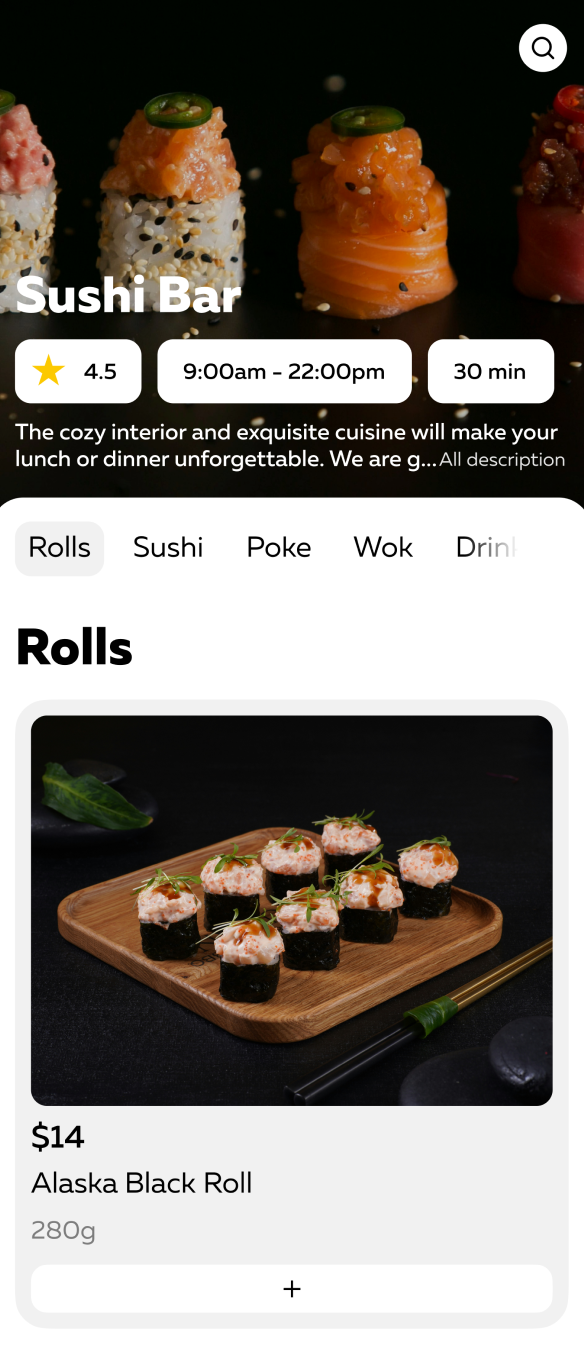 Sushi Bar
4.5
9:00am - 22:00pm
30 min
The cozy interior and exquisite cuisine will make your
lunch or dinner unforgettable. We are g...All description
Rolls Sushi Poke Wok Drin
Rolls
$14
Alaska Black Roll
280g
+